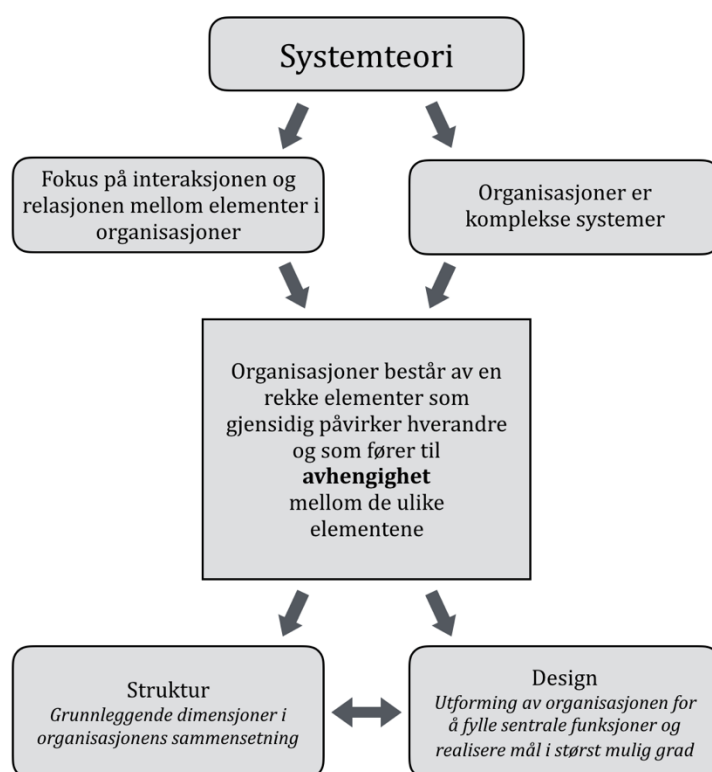 Systemteori
Fokus på interaksjonen og
relasjonen mellom elementer i
organisasjoner
Organisasjoner er
komplekse systemer
Organisasjoner består av en
rekke elementer som
gjensidig påvirker hverandre
og som fører til
avhengighet
mellom de ulike
elementene
Struktur
Grunnleggende dimensjoner i
organisasjonens sammensetning
Design
Utforming av organisasjonen for
å fylle sentrale funksjoner og
realisere mål i størst mulig grad